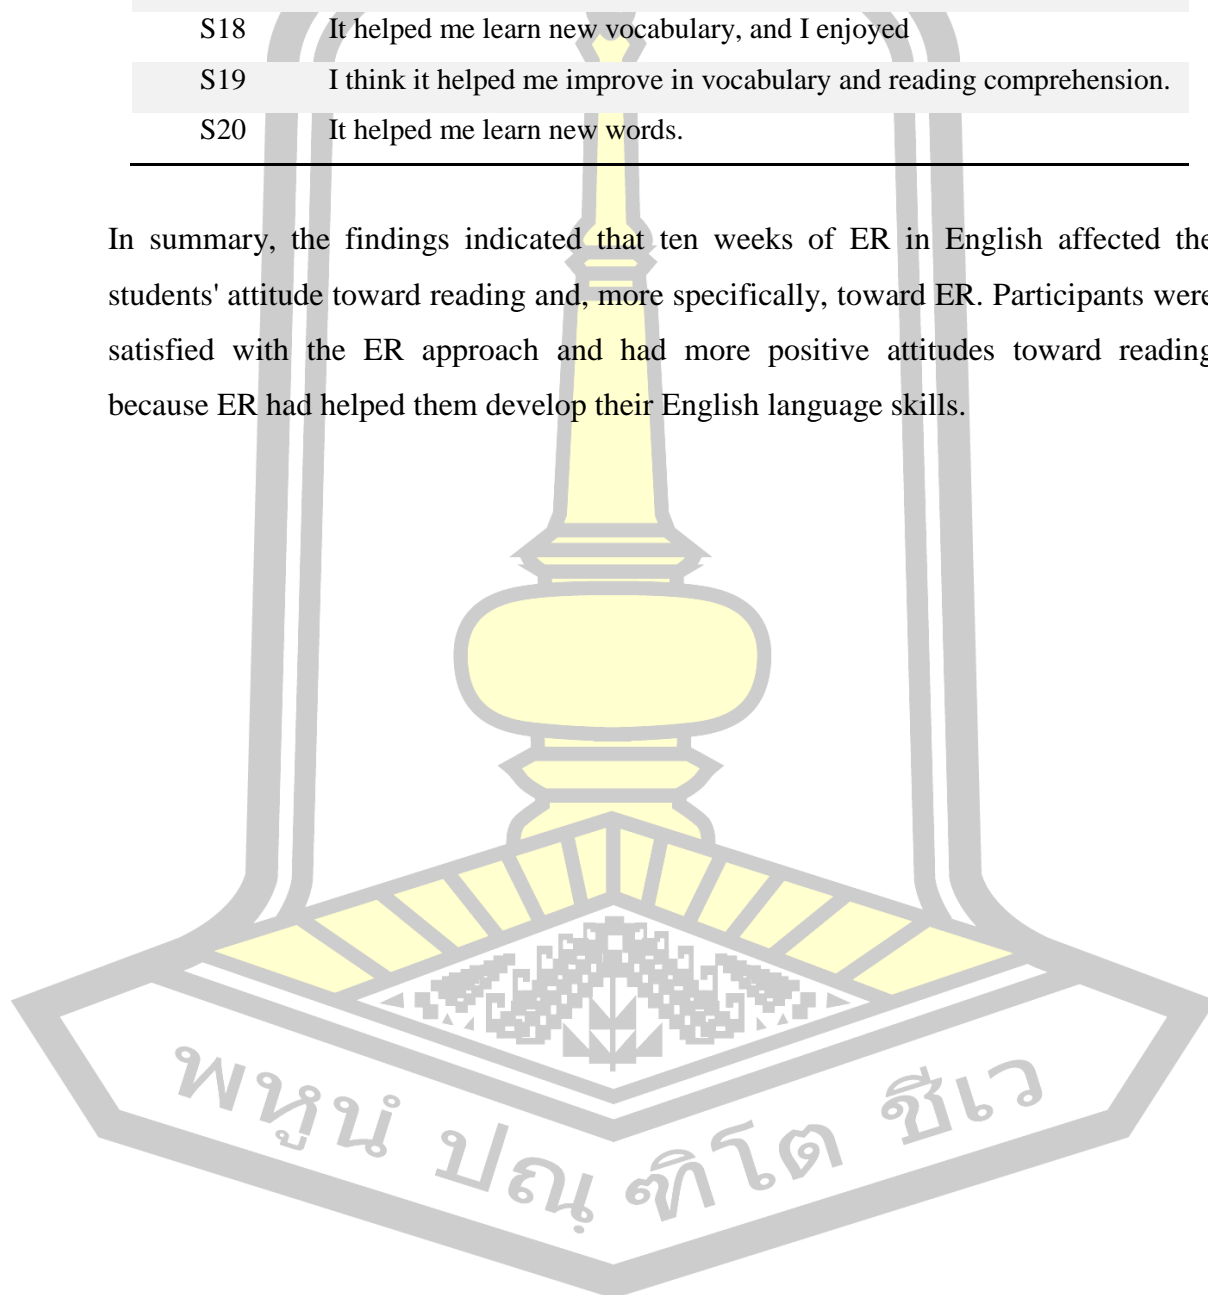 S18 It helped me learn new vocabulary, and I enjoyed
S19 I think it helped me improve in vocabulary and reading comprehension.
S20 It helped me learn new words.
In summary, the findings indicated that ten weeks of ER in English affected the
students' attitude toward reading and, more specifically, toward ER. Participants were
satisfied with the ER approach and had more positive attitudes toward reading
because ER had helped them develop their English language skills.
พหูนํ ปณฺฑิโต ชีเว